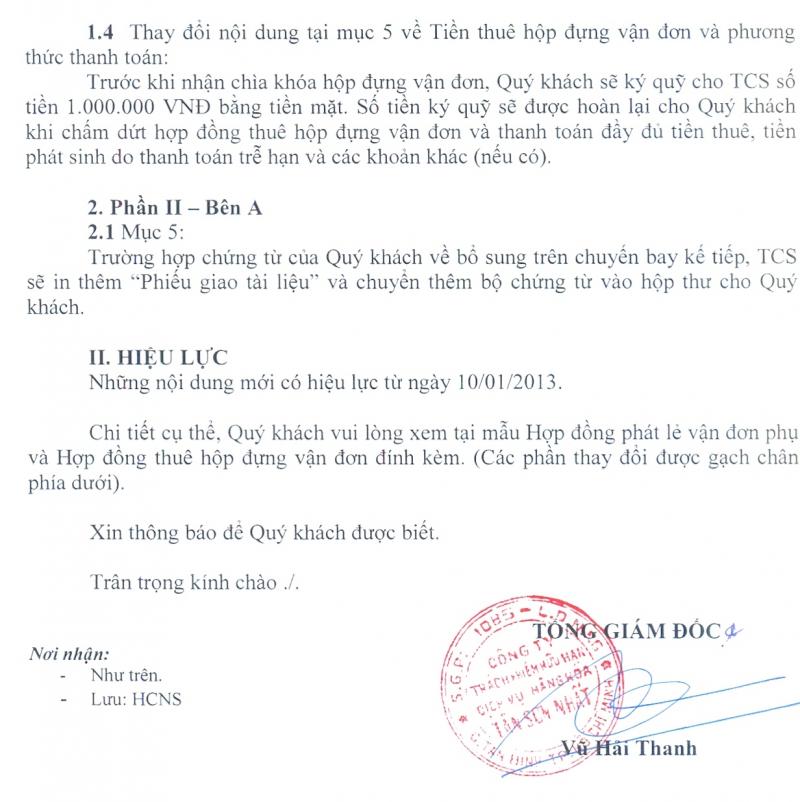 1.4 Thay đổi nội dung tại mục 5 về Tiền thuê hộp đựng vận đơn và phương
thức thanh toán:
Trước khi nhận chìa khóa hộp đựng vận đơn, Quý khách sẽ ký quỹ cho TCS số
tiền 1.000.000 VNĐ bằng tiền mặt. Số tiền ký quỹ sẽ được hoàn lại cho Quý khách
khi chấm dứt hợp đồng thuê hộp đựng vận đơn và thanh toán đầy đủ tiền thuê, tiền
phát sinh do thanh toán trễ hạn và các khoản khác (nếu có).
2. Phần II – Bên A
2.1 Mục 5:
Trường hợp chứng từ của Quý khách về bổ sung trên chuyến bay kế tiếp, TCS
sẽ in thêm “Phiếu giao tài liệu” và chuyển thêm bộ chứng từ vào hộp thư cho Quý
khách.
II. HIỆU LỰC
Những nội dung mới có hiệu lực từ ngày 10/01/2013.
Chi tiết cụ thể, Quý khách vui lòng xem tại mẫu Hợp đồng phát lẻ vận đơn phụ
và Hợp đồng thuê hộp đựng vận đơn đính kèm. (Các phần thay đổi được gạch chân
phía dưới).
Xin thông báo để Quý khách được biết.
Trân trọng kính chào ./.
TỔNG GIÁM ĐỐC
Nơi nhận:
- Như trên.
- Lưu: HCNS
S.G.P: 1085 - L.D
CÔNG TY
TRÁCH NHIỆM HỮU HẠN
DỊCH VỤ HÀNG HÓA
TÂN SƠN NHẤT
Vũ Hải Thanh